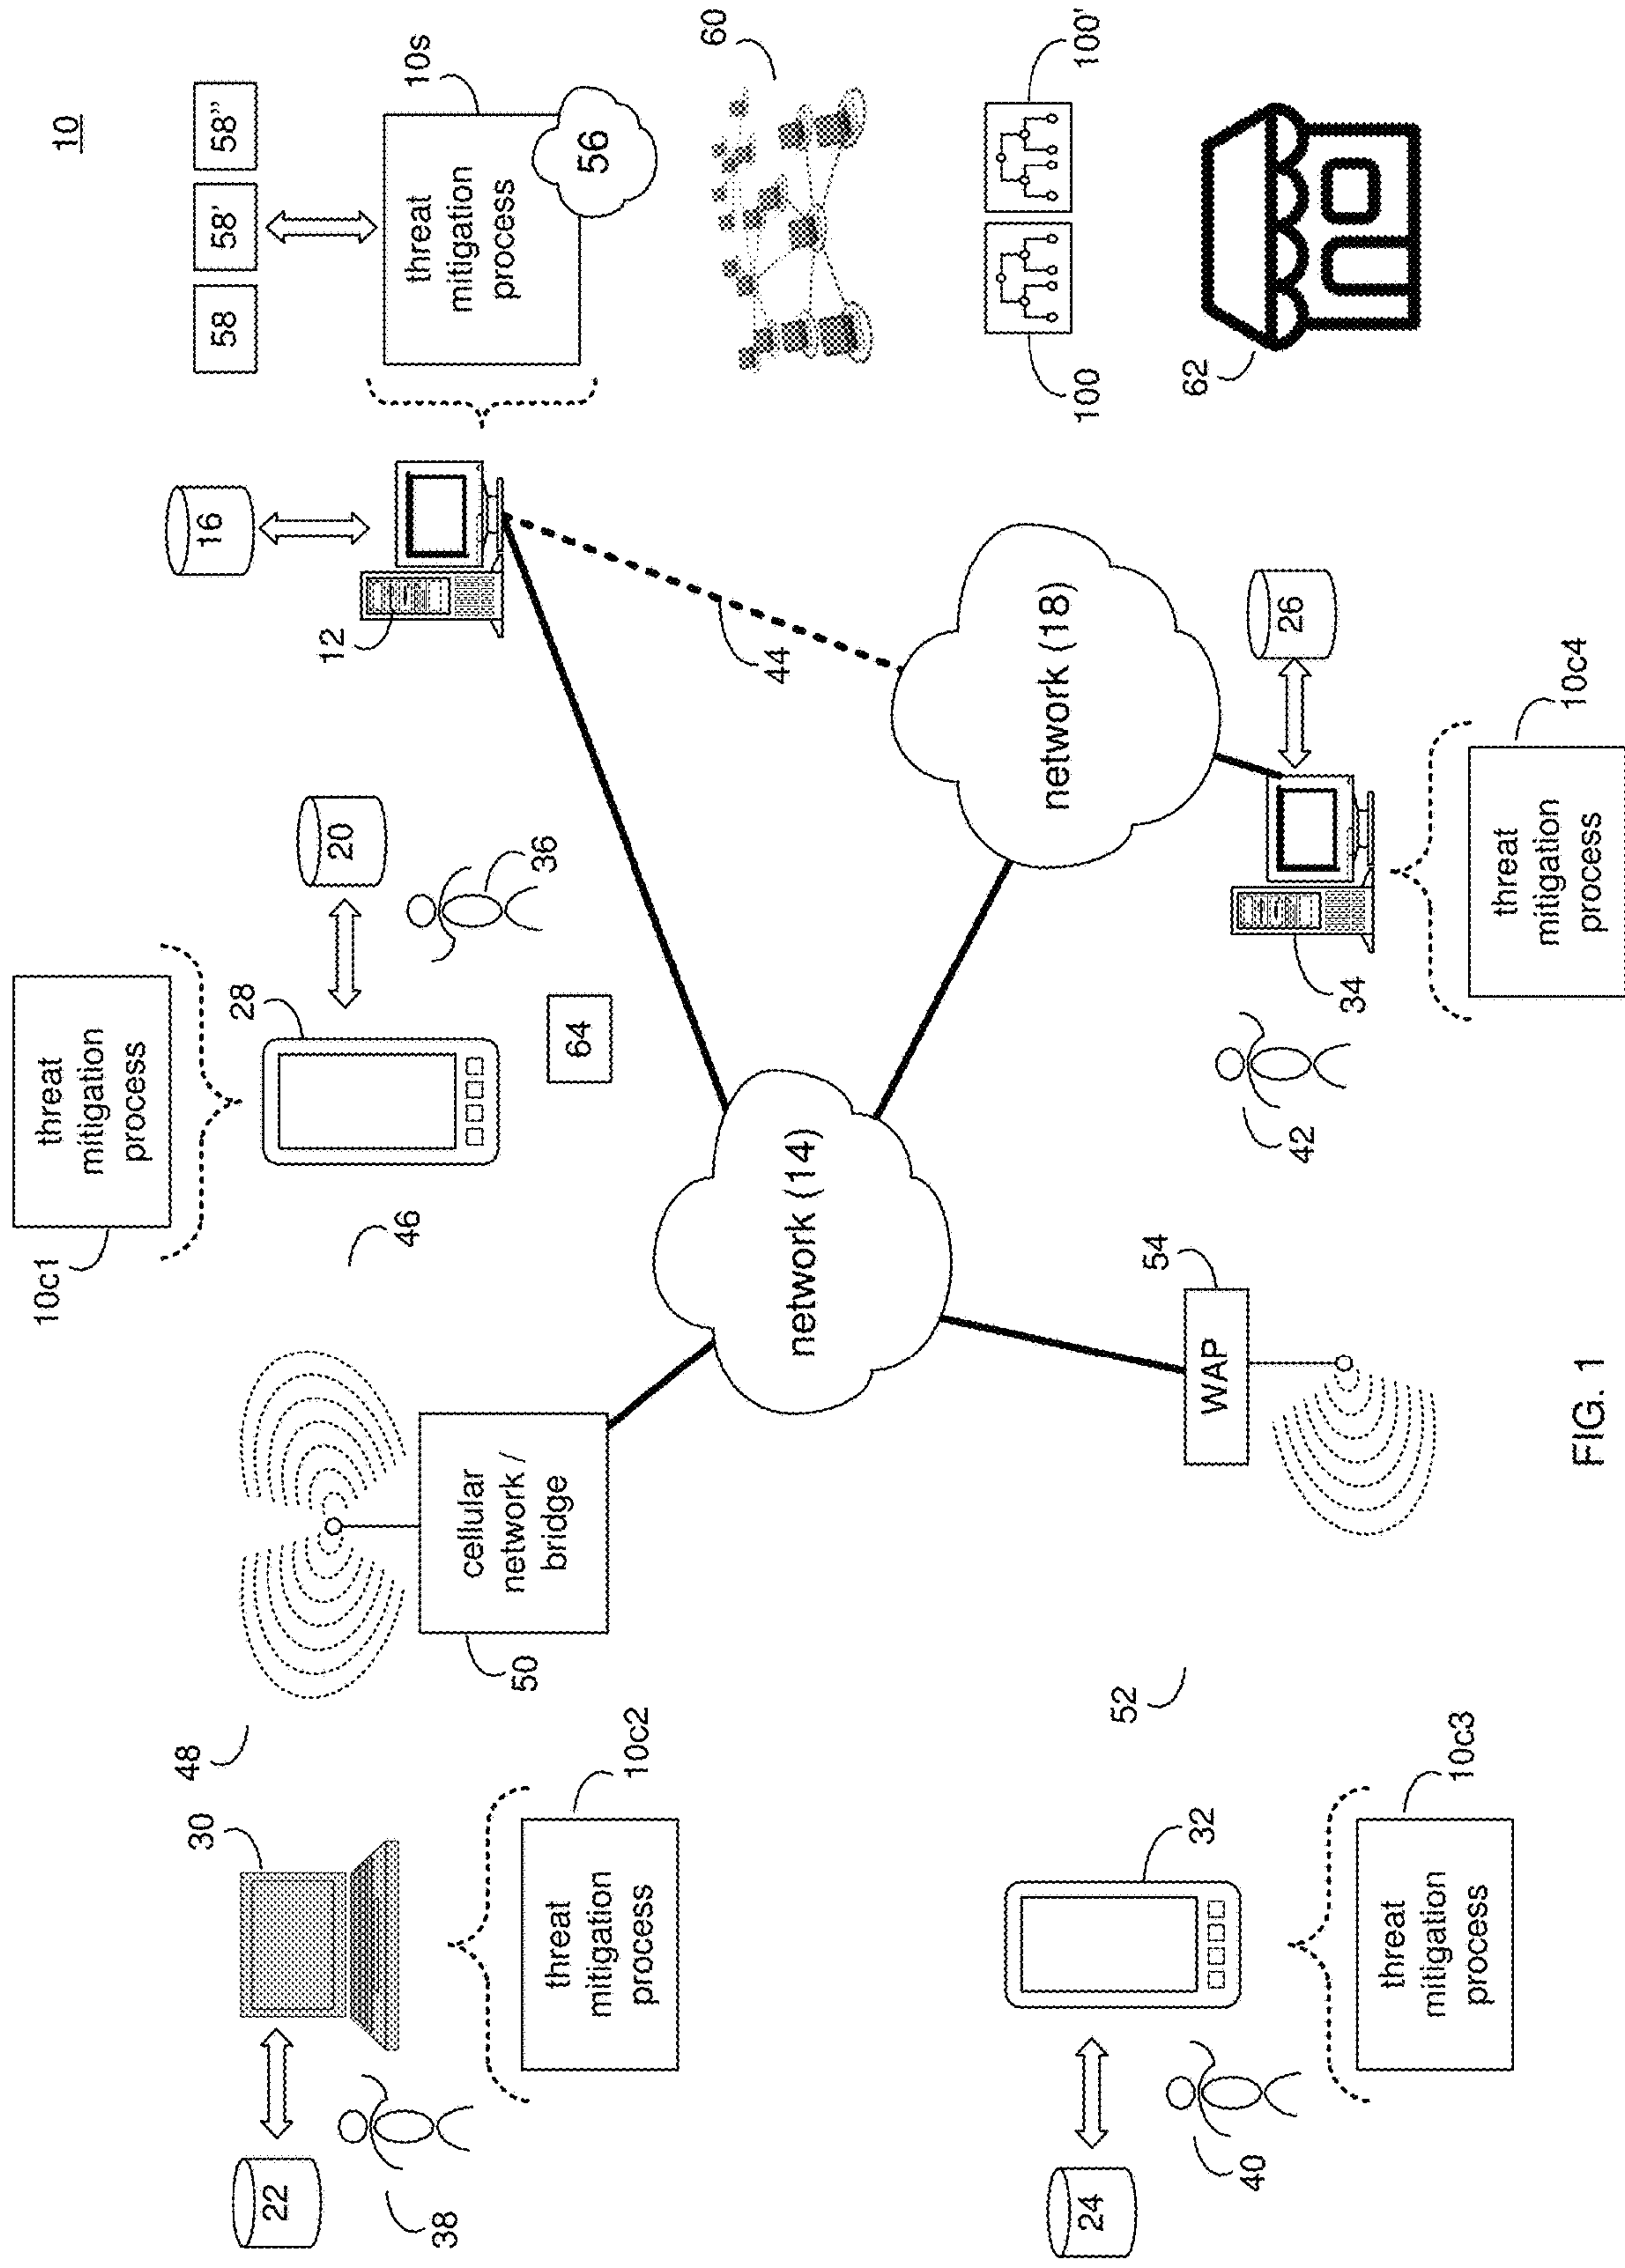 10
58
58'
58”
10s
threat
mitigation
process
56
60
100
100'
62
16
12
44
20
36
28
64
46
threat
mitigation
process
10c1
cellular
network /
bridge
50
48
30
22
38
threat
mitigation
process
10c2
network (14)
network (18)
26
34
42
threat
mitigation
process
10c4
WAP
54
52
32
24
40
threat
mitigation
process
10c3
FIG. 1